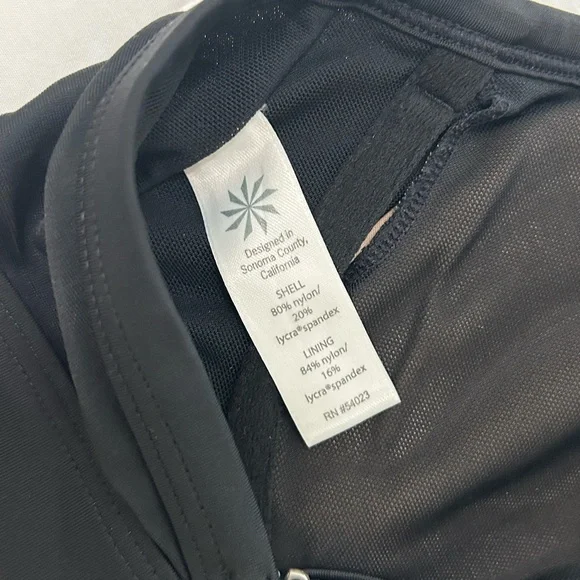 Designed in
Sonoma County,
California
SHELL
80% nylon/
20%
lycra®spandex
LINING
84% nylon/
16%
lycra®spandex
RN #54023